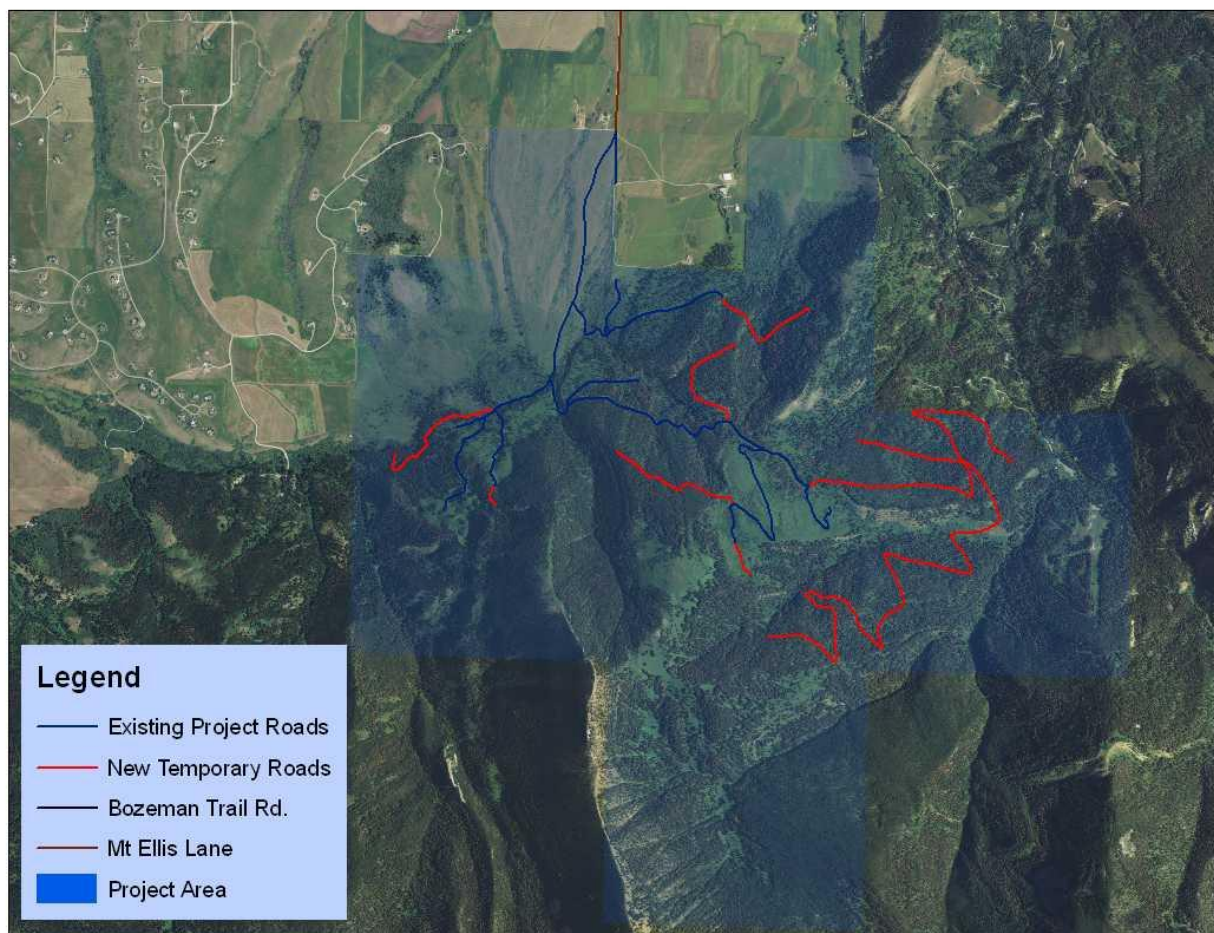 Legend
Existing Project Roads
New Temporary Roads
Bozeman Trail Rd.
Mt Ellis Lane
Project Area